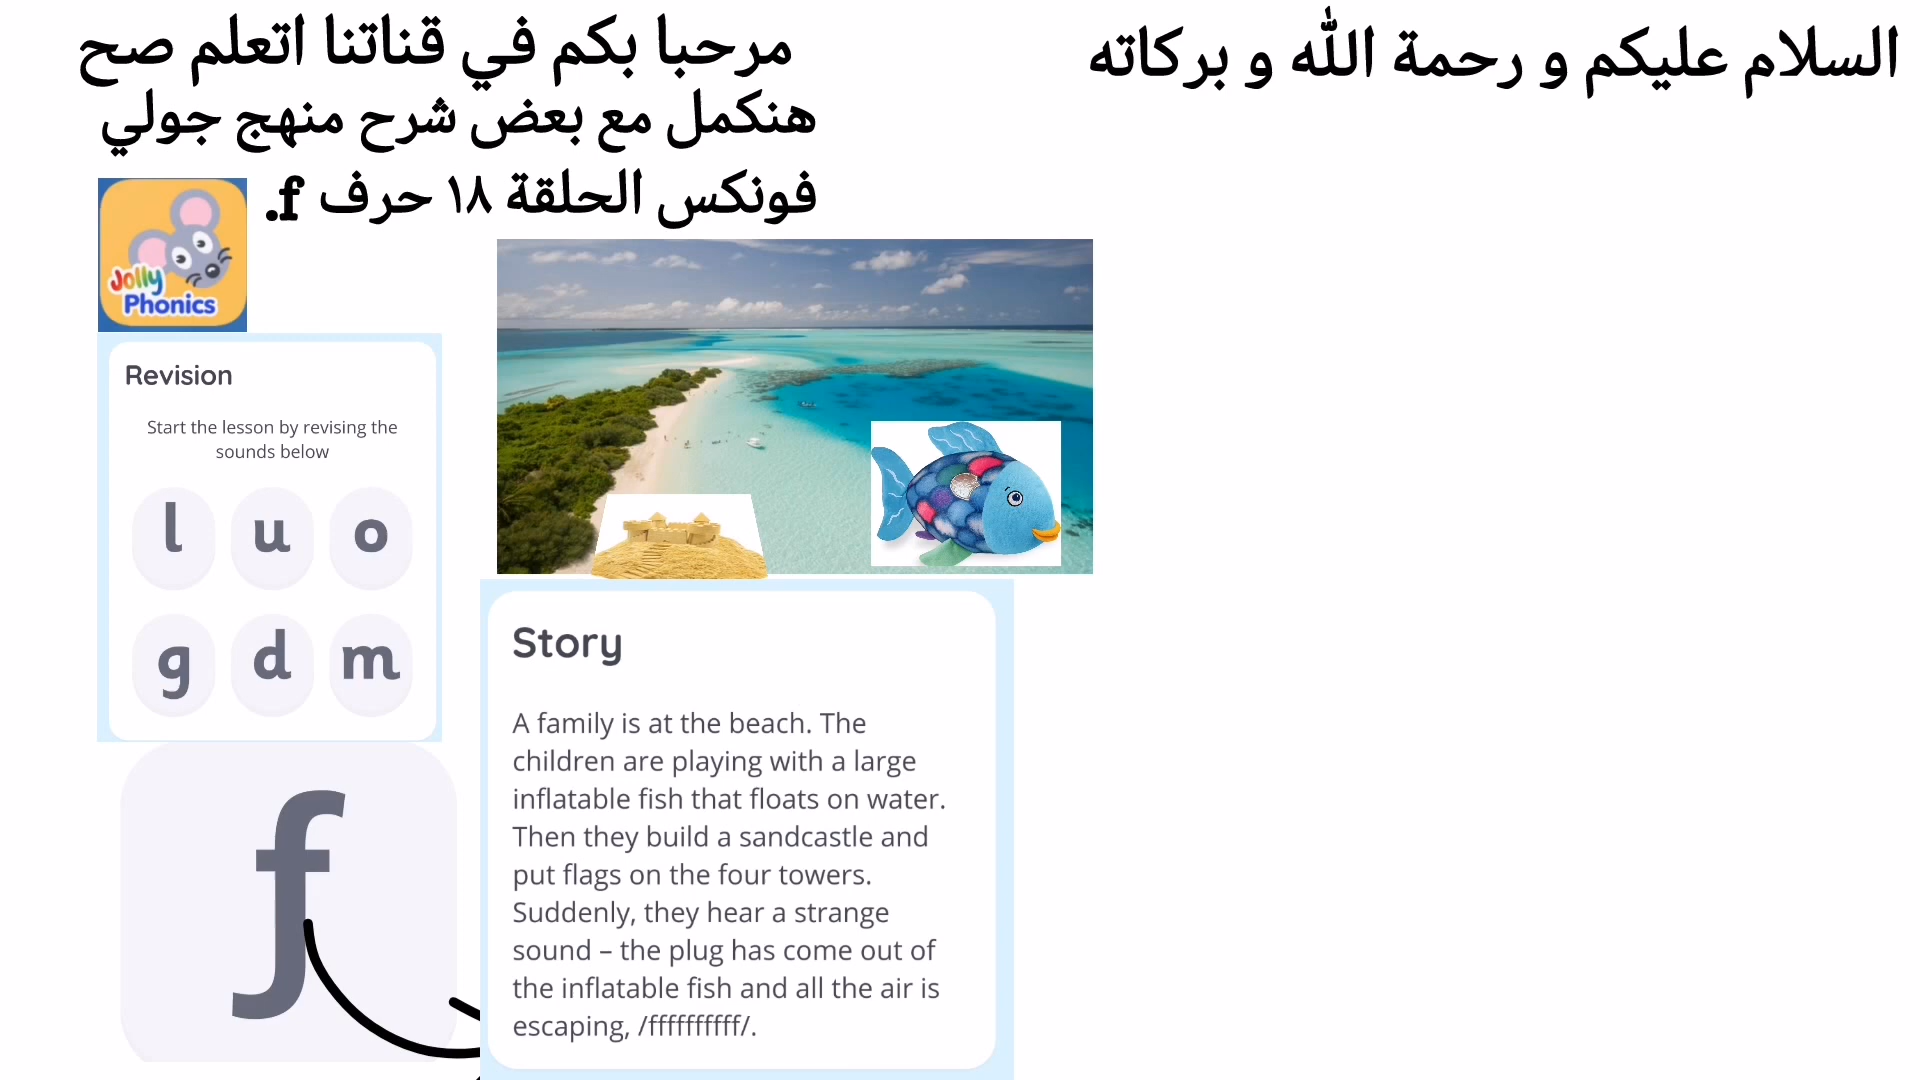 السلام عليكم و رحمة الله و بركاته
مرحبا بكم في قناتنا اتعلم صح
هنكمل مع بعض شرح منهج جولي
فونكس الحلقة ١٨ حرف f.
Jolly
Phonics
Revision
Start the lesson by revising the
sounds below
l u o
g d m
f
Story
A family is at the beach. The
children are playing with a large
inflatable fish that floats on water.
Then they build a sandcastle and
put flags on the four towers.
Suddenly, they hear a strange
sound – the plug has come out of
the inflatable fish and all the air is
escaping, /ffffffffff/.